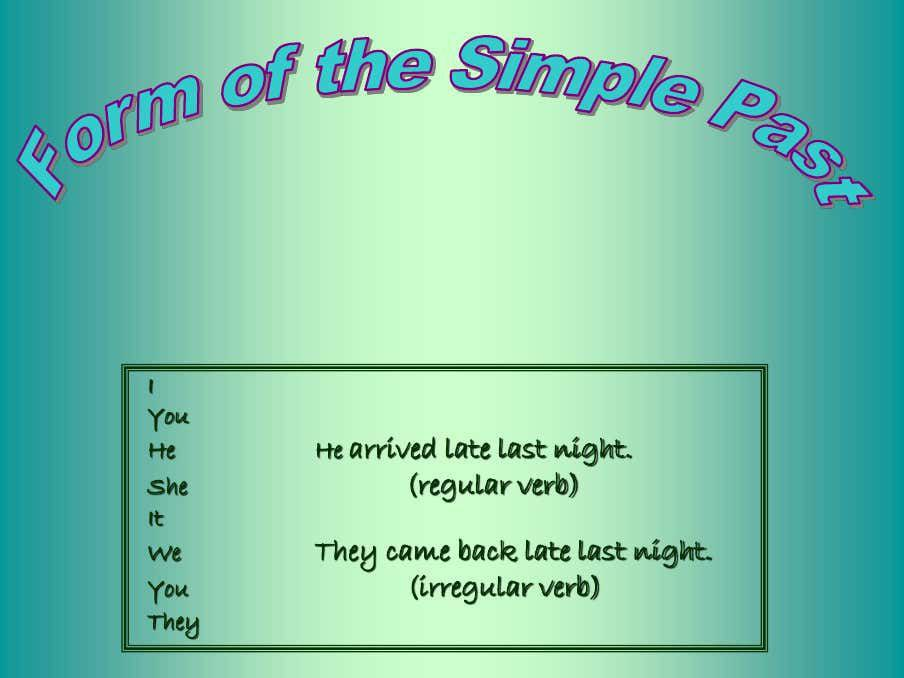 Form of the Simple Past
I
You
He He arrived late last night.
She (regular verb)
It
We They came back late last night.
You (irregular verb)
They